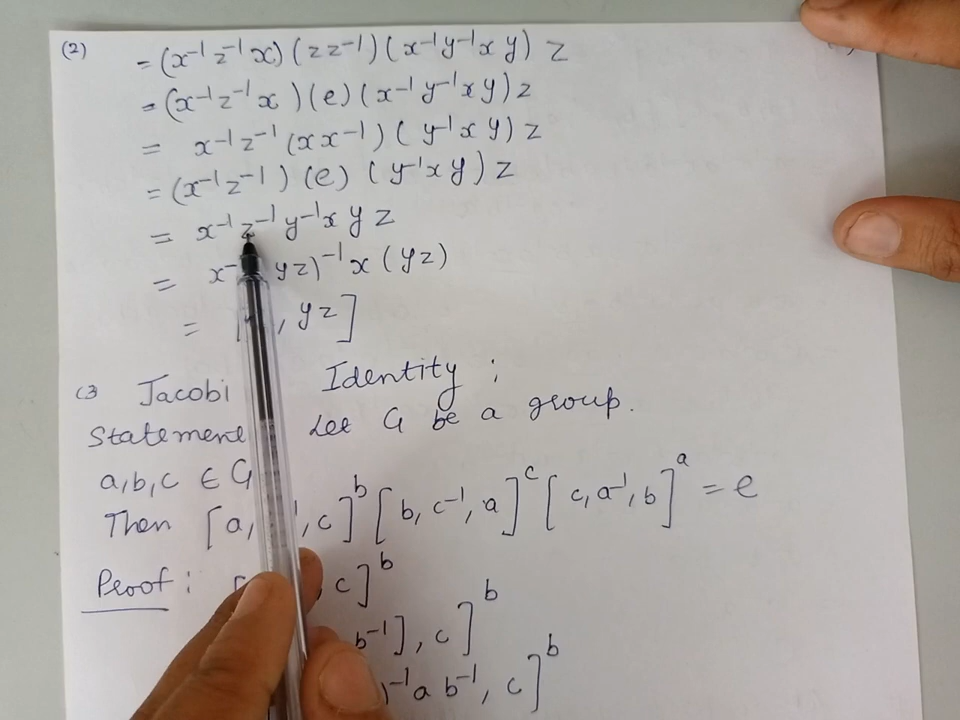 (2) = (x⁻¹z⁻¹x)(zz⁻¹)(x⁻¹y⁻¹xy) z
= (x⁻¹z⁻¹x)(e)(x⁻¹y⁻¹xy)z
= x⁻¹z⁻¹(xx⁻¹)(y⁻¹xy)z
= (x⁻¹z⁻¹)(e)(y⁻¹xy)z
= x⁻¹z⁻¹y⁻¹xyz
= x⁻ yz)⁻¹x(yz)
= [ , yz]
(3 Jacobi Identity ;
Statement Let G be a group.
a,b,c ∈ G
Then [a, ¹, c]ᵇ [b, c⁻¹, a]ᶜ [c, a⁻¹, b]ᵃ = e
Proof : [ c]ᵇ
b⁻¹], c]ᵇ
)⁻¹ab⁻¹, c]ᵇ